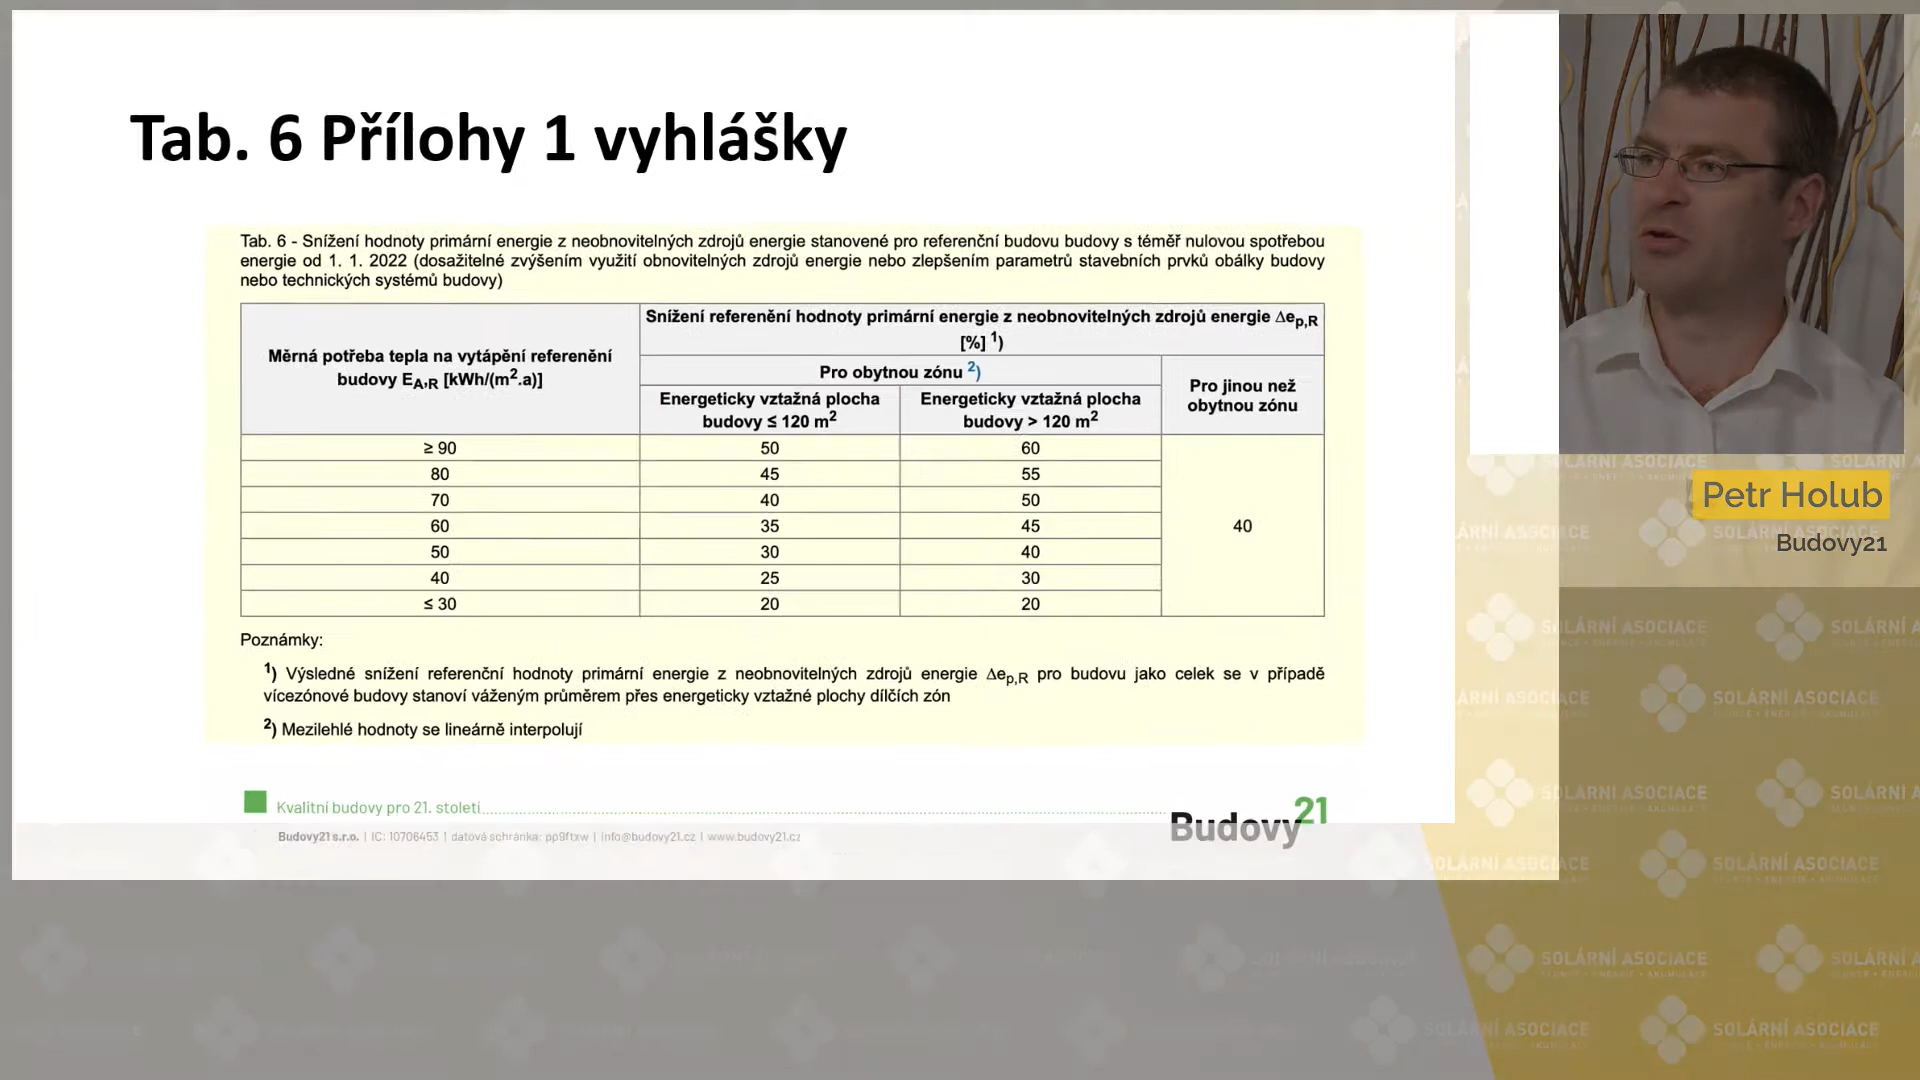 Tab. 6 Přílohy 1 vyhlášky
Tab. 6 - Snížení hodnoty primární energie z neobnovitelných zdrojů energie stanovené pro referenční budovu budovy s téměř nulovou spotřebou
energie od 1. 1. 2022 (dosažitelné zvýšením využití obnovitelných zdrojů energie nebo zlepšením parametrů stavebních prvků obálky budovy
nebo technických systémů budovy)
Měrná potřeba tepla na vytápění referenění
budovy EA,R [kWh/(m2.a)]
Snížení referenění hodnoty primární energie z neobnovitelných zdrojů energie Δep,R
[%] 1)
Pro obytnou zónu 2)
Pro jinou než
obytnou zónu
Energeticky vztažná plocha
budovy ≤ 120 m2
Energeticky vztažná plocha
budovy > 120 m2
≥ 90 50 60
80 45 55
70 40 50
60 35 45 40
50 30 40
40 25 30
≤ 30 20 20
Poznámky:
1) Výsledné snížení referenční hodnoty primární energie z neobnovitelných zdrojů energie Δep,R pro budovu jako celek se v případě
vícezónové budovy stanoví váženým průměrem přes energeticky vztažné plochy dílčích zón
2) Mezilehlé hodnoty se lineárně interpolují
Kvalitní budovy pro 21. století
Budovy21 s.r.o. | IC: 10706453 | datová schránka: pp9ftxw | info@budovy21.cz | www.budovy21.cz
Budovy21
Petr Holub
Budovy21
SOLÁRNÍ ASOCIACE